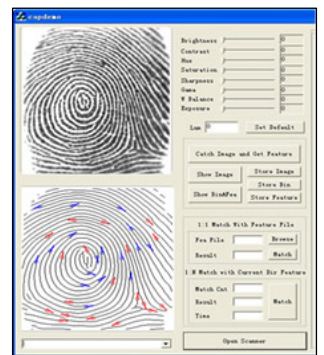 capdemo
Brightness 0
Contrast 0
Hue 0
Saturation 0
Sharpness 0
Gama 0
W Balance 0
Exposure 0
Lum 0 Set Default
Catch Image and Get Feature
Show Image Store Image
Store Bin
Show Bin&Fea Store Feature
1:1 Match With Feature File
Fea File Browse
Result Match
1:N Match with Current Dir Feature
Match Cnt
Result Match
Time
Open Scanner